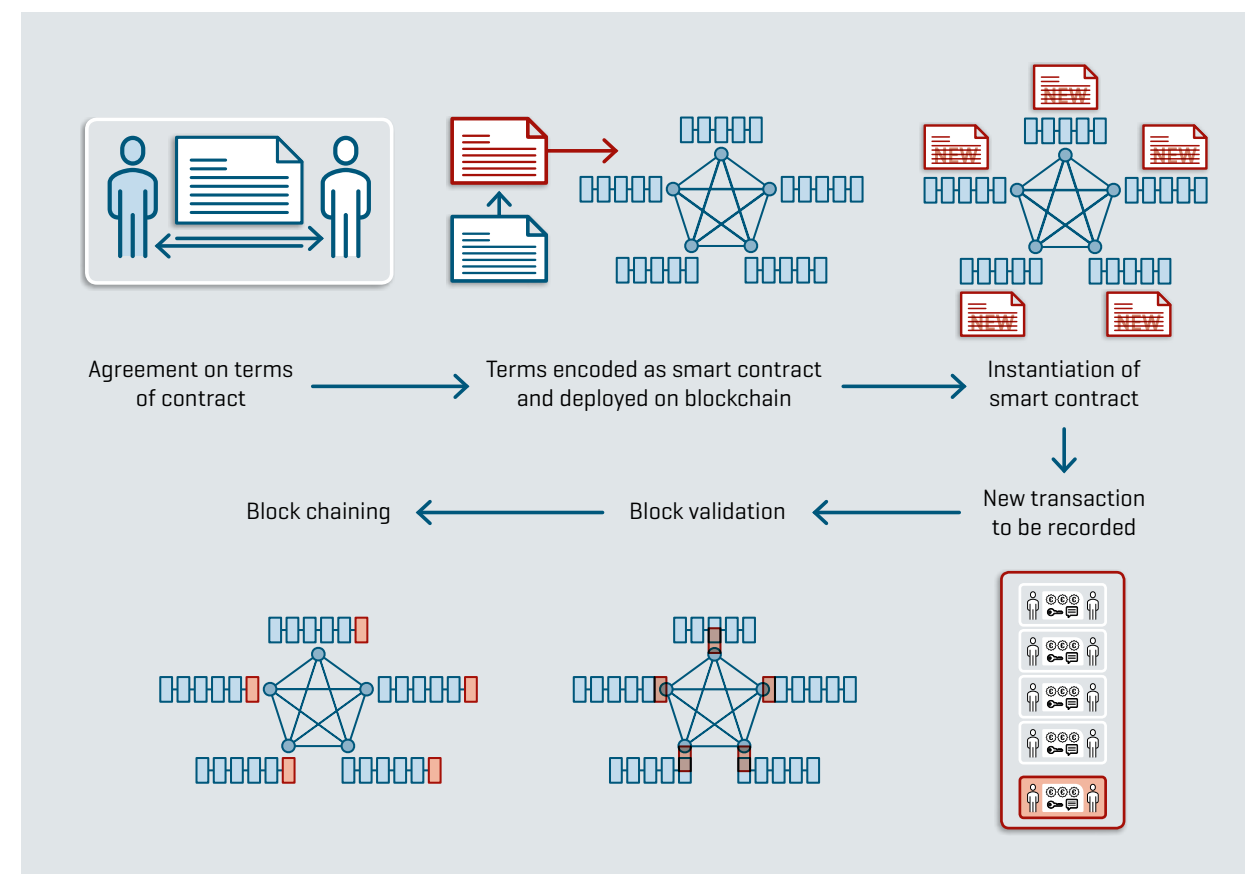 NEW
NEW
NEW
NEW
NEW
Agreement on terms
of contract
Terms encoded as smart contract
and deployed on blockchain
Instantiation of
smart contract
Block chaining
Block validation
New transaction
to be recorded
€€€
€€€
€€€
€€€
€€€